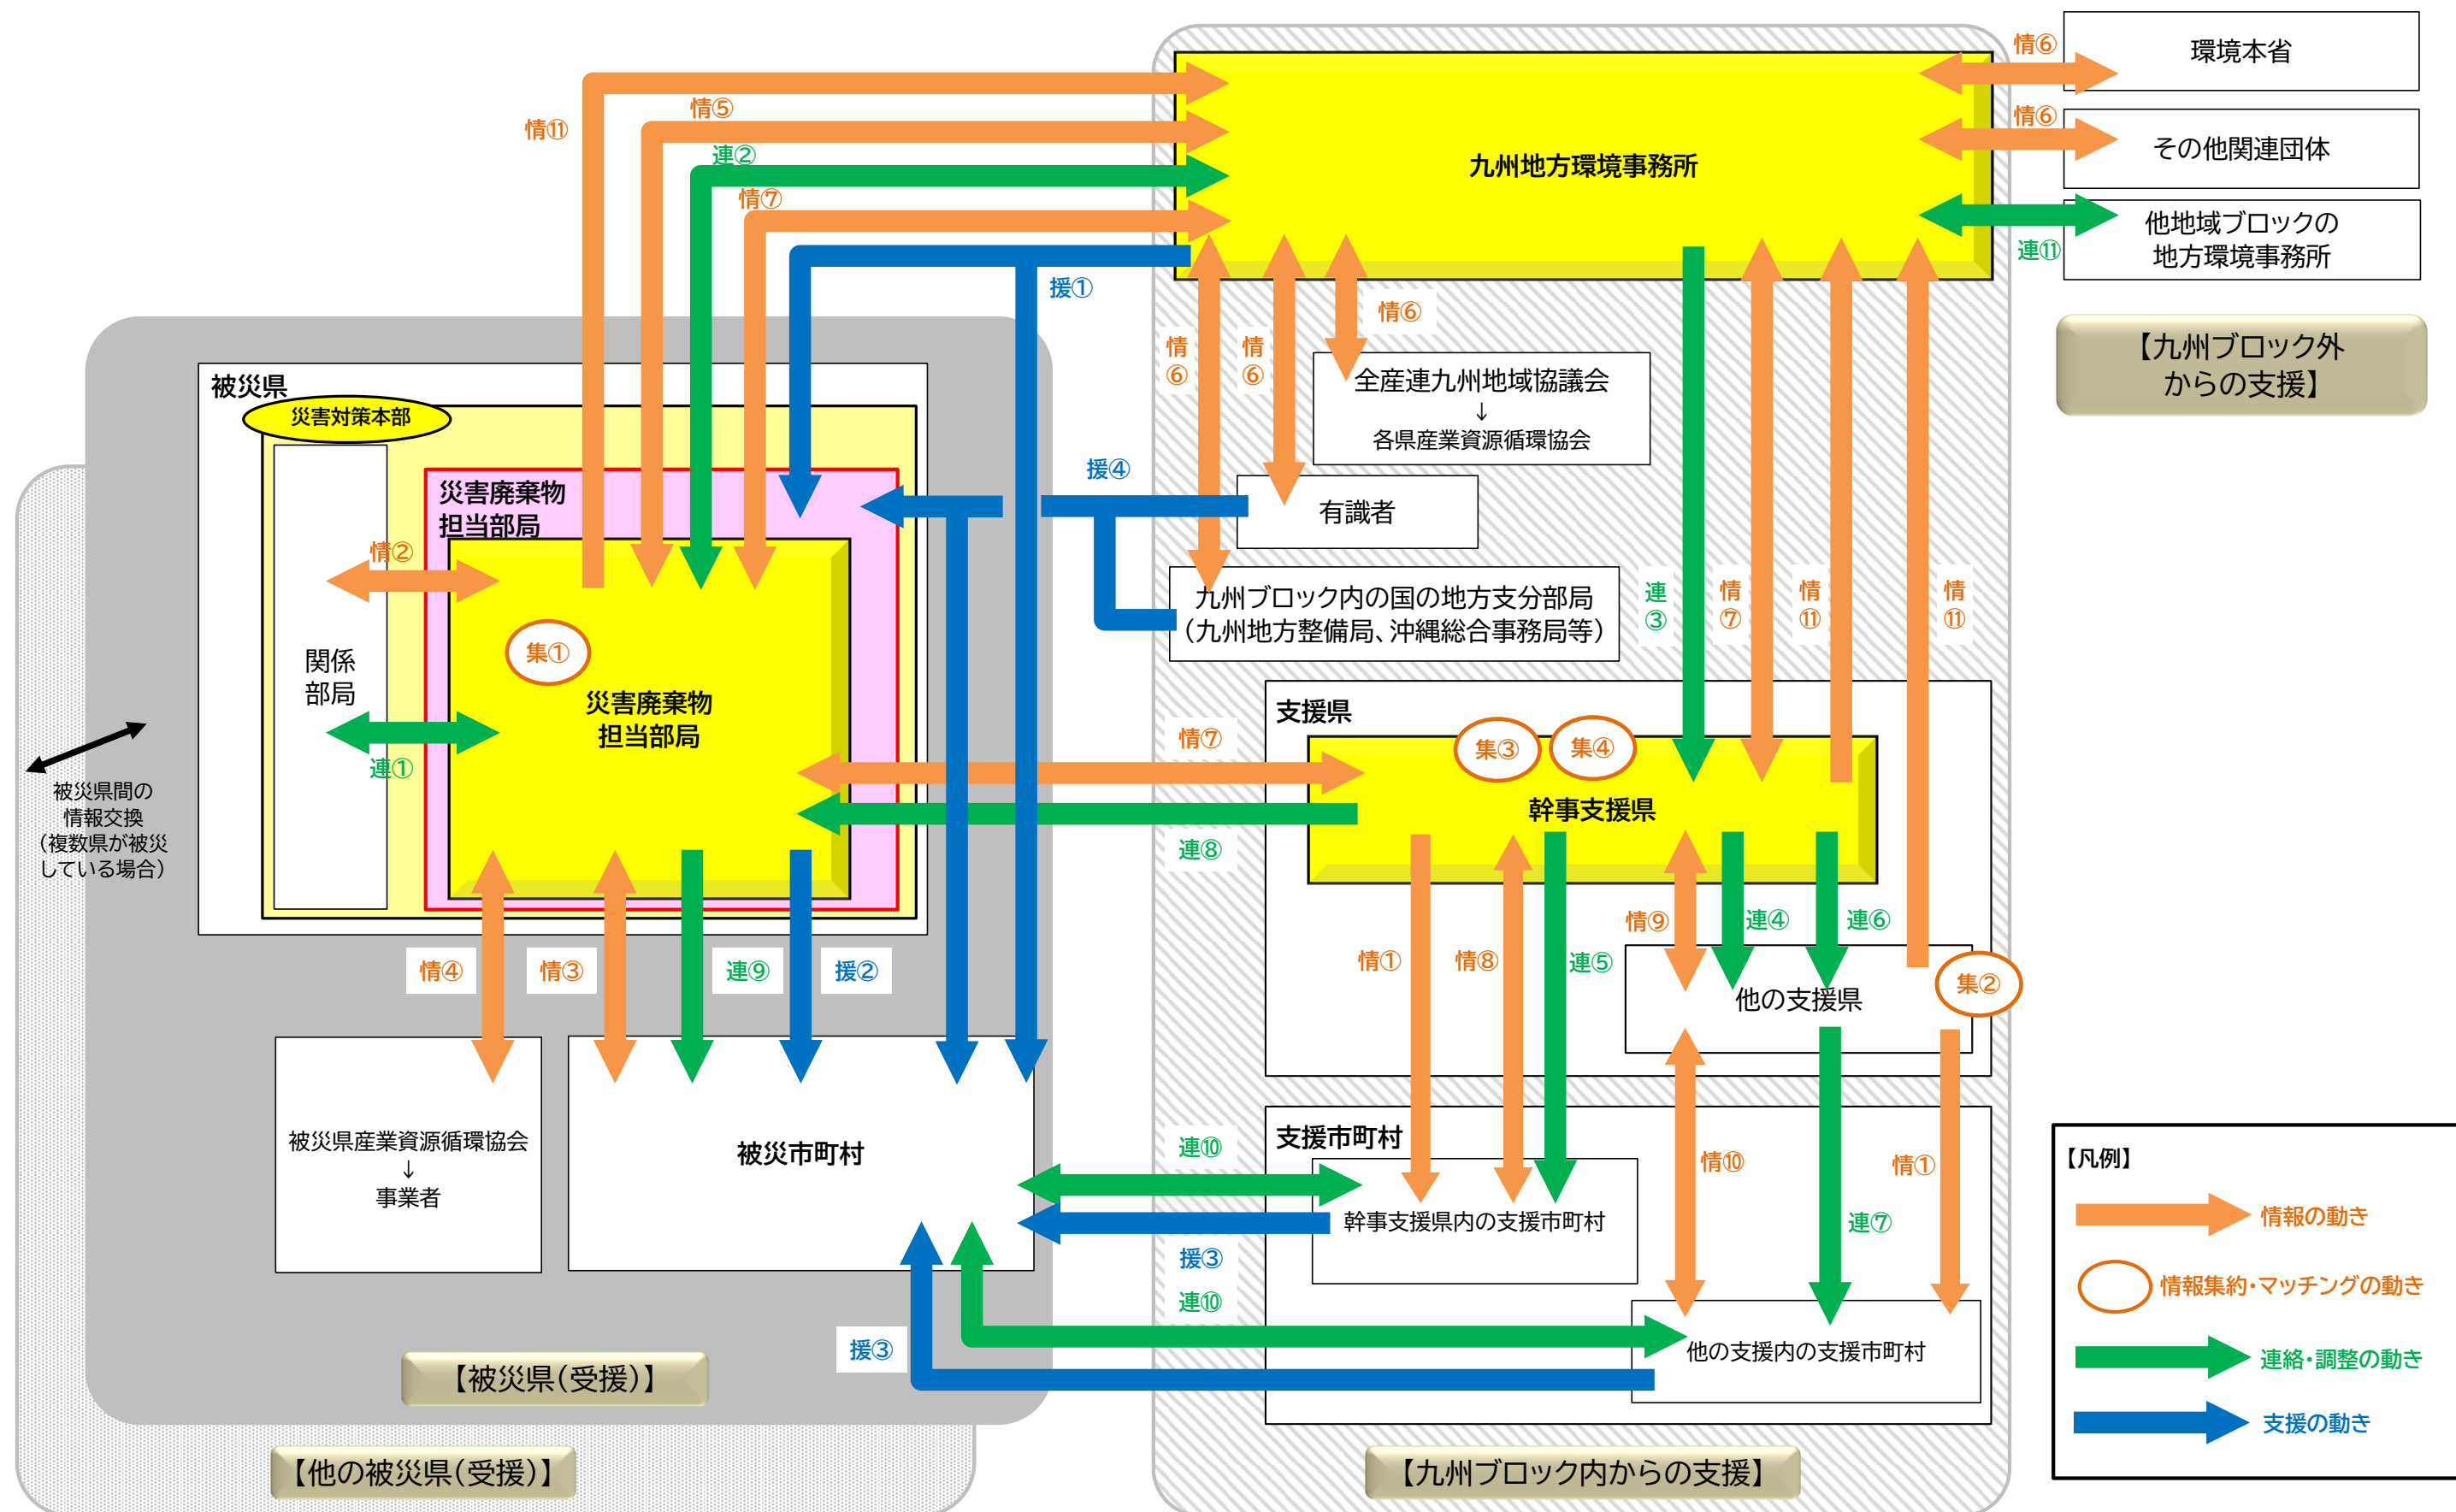 情⑥
環境本省
情⑥
その他関連団体
他地域ブロックの
地方環境事務所
連⑪
【九州ブロック外
からの支援】
情⑪
情⑤
連②
情⑦
九州地方環境事務所
援①
情⑥
情
⑥
情
⑥
全産連九州地域協議会
↓
各県産業資源循環協会
援④
有識者
九州ブロック内の国の地方支分部局
(九州地方整備局、沖縄総合事務局等)
連
③
情
⑦
情
⑪
情
⑪
被災県
災害対策本部
災害廃棄物
担当部局
情②
集①
関係
部局
災害廃棄物
担当部局
連①
被災県間の
情報交換
(複数県が被災
している場合)
支援県
情⑦
集③
集④
幹事支援県
連⑧
情④
情③
連⑨
援②
情①
情⑧
連⑤
情⑨
連④
連⑥
集②
他の支援県
被災県産業資源循環協会
↓
事業者
被災市町村
支援市町村
連⑩
情⑩
情①
幹事支援県内の支援市町村
連⑦
援③
連⑩
援③
他の支援内の支援市町村
【被災県(受援)】
【他の被災県(受援)】
【九州ブロック内からの支援】
【凡例】
情報の動き
情報集約・マッチングの動き
連絡・調整の動き
支援の動き